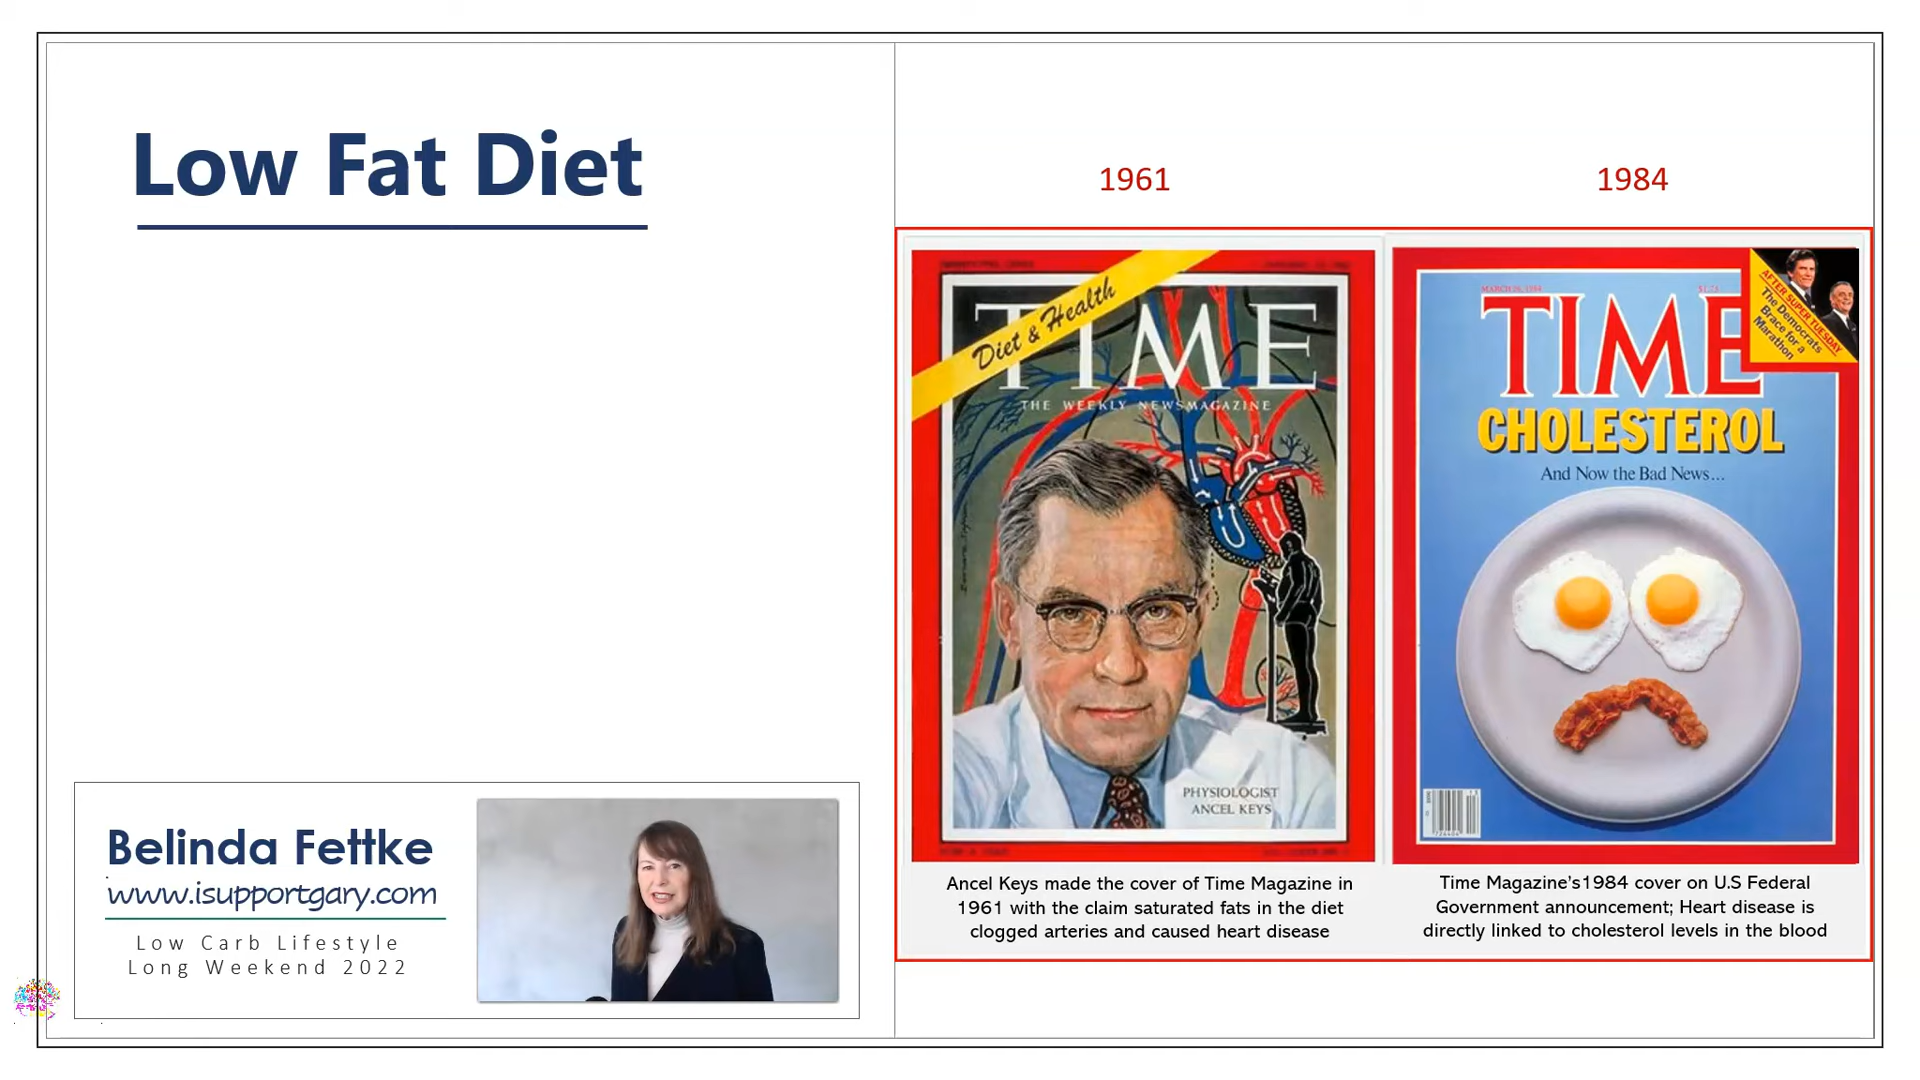 Low Fat Diet
1961
1984
Diet & Health
TIME
THE WEEKLY NEWSMAGAZINE
PHYSIOLOGIST
ANCEL KEYS
Ancel Keys made the cover of Time Magazine in
1961 with the claim saturated fats in the diet
clogged arteries and caused heart disease
MARCH 26, 1984
TIME
AFTER SUPER TUESDAY
The Democrats
Brace for a
Marathon
CHOLESTEROL
And Now the Bad News...
Time Magazine's1984 cover on U.S Federal
Government announcement; Heart disease is
directly linked to cholesterol levels in the blood
Belinda Fettke
www.isupportgary.com
Low Carb Lifestyle
Long Weekend 2022